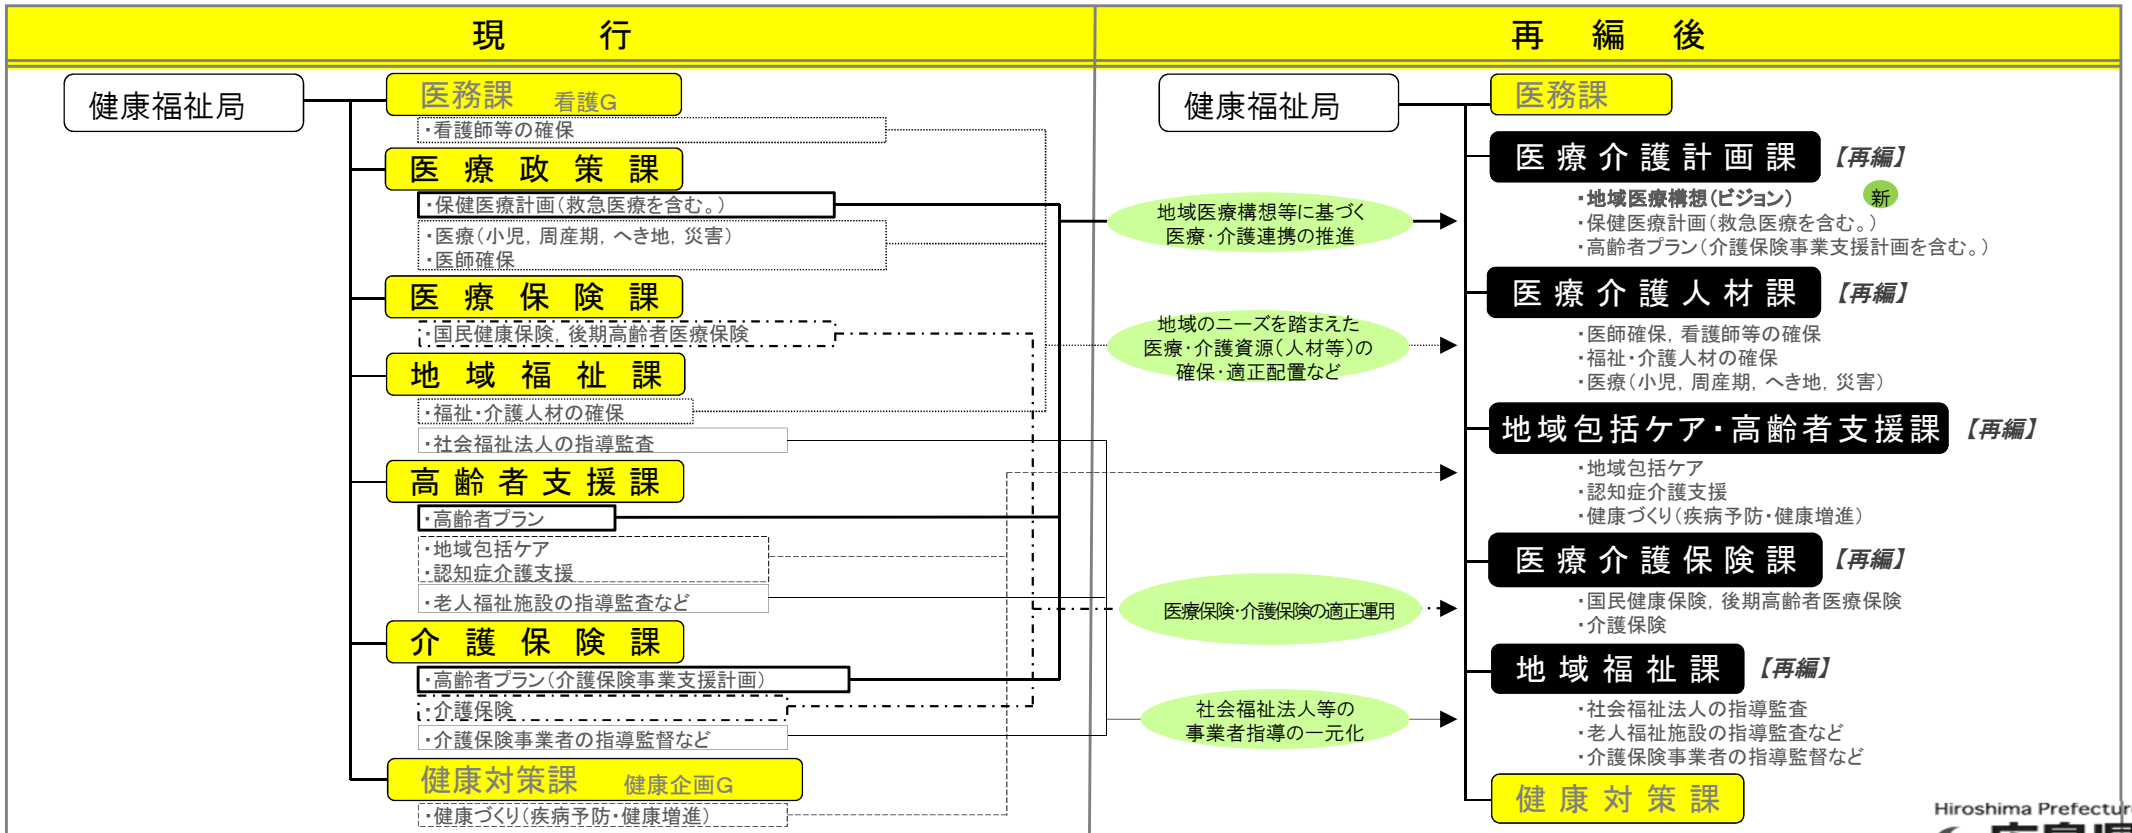 現行
健康福祉局
医務課 看護G
・看護師等の確保
医療政策課
・保健医療計画(救急医療を含む。)
・医療(小児，周産期，へき地，災害)
・医師確保
医療保険課
・国民健康保険，後期高齢者医療保険
地域福祉課
・福祉・介護人材の確保
・社会福祉法人の指導監査
高齢者支援課
・高齢者プラン
・地域包括ケア
・認知症介護支援
・老人福祉施設の指導監査など
介護保険課
・高齢者プラン(介護保険事業支援計画)
・介護保険
・介護保険事業者の指導監督など
健康対策課 健康企画G
・健康づくり(疾病予防・健康増進)
地域医療構想等に基づく
医療・介護連携の推進
地域のニーズを踏まえた
医療・介護資源(人材等)の
確保・適正配置など
医療保険・介護保険の適正運用
社会福祉法人等の
事業者指導の一元化
再編後
健康福祉局
医務課
医療介護計画課 【再編】
・地域医療構想(ビジョン) 新
・保健医療計画(救急医療を含む。)
・高齢者プラン(介護保険事業支援計画を含む。)
医療介護人材課 【再編】
・医師確保，看護師等の確保
・福祉・介護人材の確保
・医療(小児，周産期，へき地，災害)
地域包括ケア・高齢者支援課 【再編】
・地域包括ケア
・認知症介護支援
・健康づくり(疾病予防・健康増進)
医療介護保険課 【再編】
・国民健康保険，後期高齢者医療保険
・介護保険
地域福祉課 【再編】
・社会福祉法人の指導監査
・老人福祉施設の指導監査など
・介護保険事業者の指導監督など
健康対策課
Hiroshima Prefecture